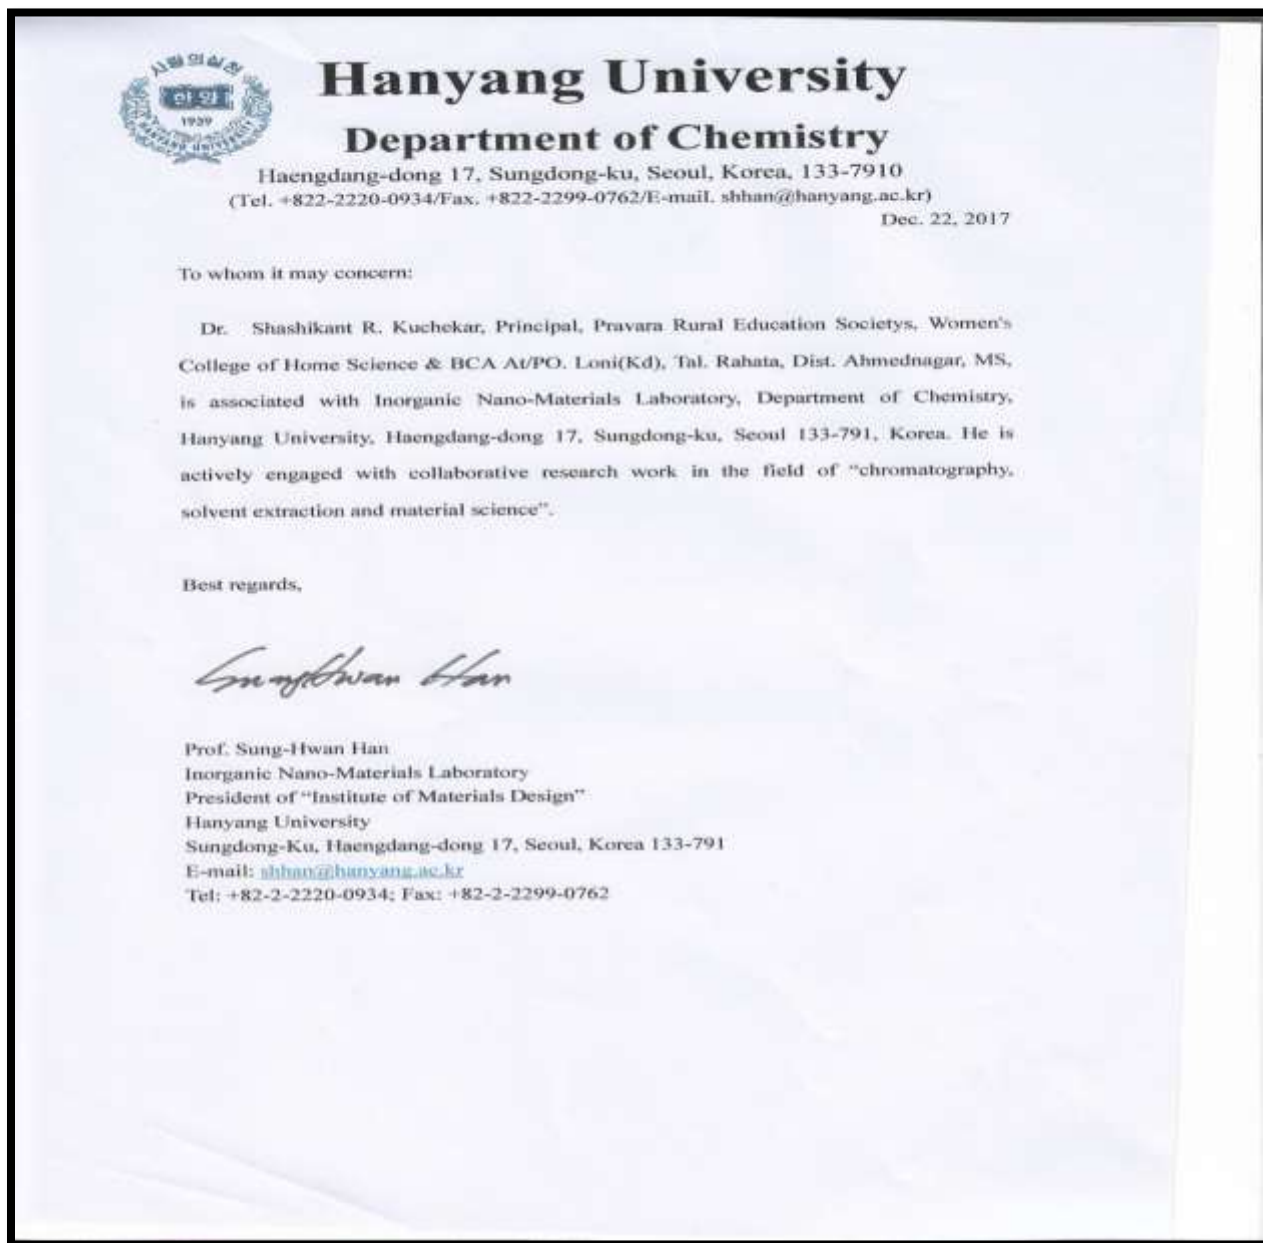 한양
1939
HANYANG UNIVERSITY
Hanyang University
Department of Chemistry
Haengdang-dong 17, Sungdong-ku, Seoul, Korea, 133-7910
(Tel. +822-2220-0934/Fax. +822-2299-0762/E-mail. shhan@hanyang.ac.kr)
Dec. 22, 2017
To whom it may concern:
Dr. Shashikant R. Kuchekar, Principal, Pravara Rural Education Societys, Women's
College of Home Science & BCA At/PO. Loni(Kd), Tal. Rahata, Dist. Ahmednagar, MS,
is associated with Inorganic Nano-Materials Laboratory, Department of Chemistry,
Hanyang University, Haengdang-dong 17, Sungdong-ku, Seoul 133-791, Korea. He is
actively engaged with collaborative research work in the field of “chromatography,
solvent extraction and material science”.
Best regards,
SungHwan Han
Prof. Sung-Hwan Han
Inorganic Nano-Materials Laboratory
President of “Institute of Materials Design”
Hanyang University
Sungdong-Ku, Haengdang-dong 17, Seoul, Korea 133-791
E-mail: shhan@hanyang.ac.kr
Tel: +82-2-2220-0934; Fax: +82-2-2299-0762